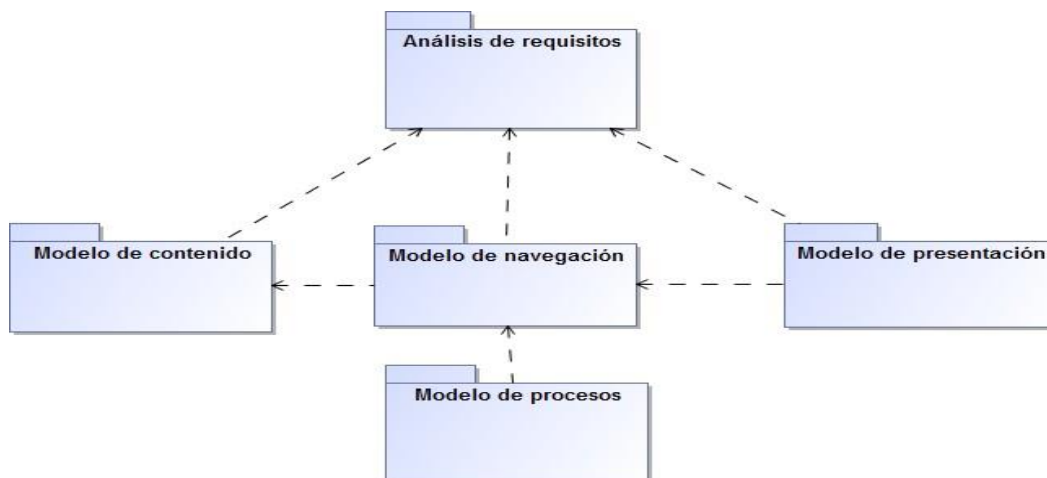 Análisis de requisitos
Modelo de contenido
Modelo de navegación
Modelo de presentación
Modelo de procesos